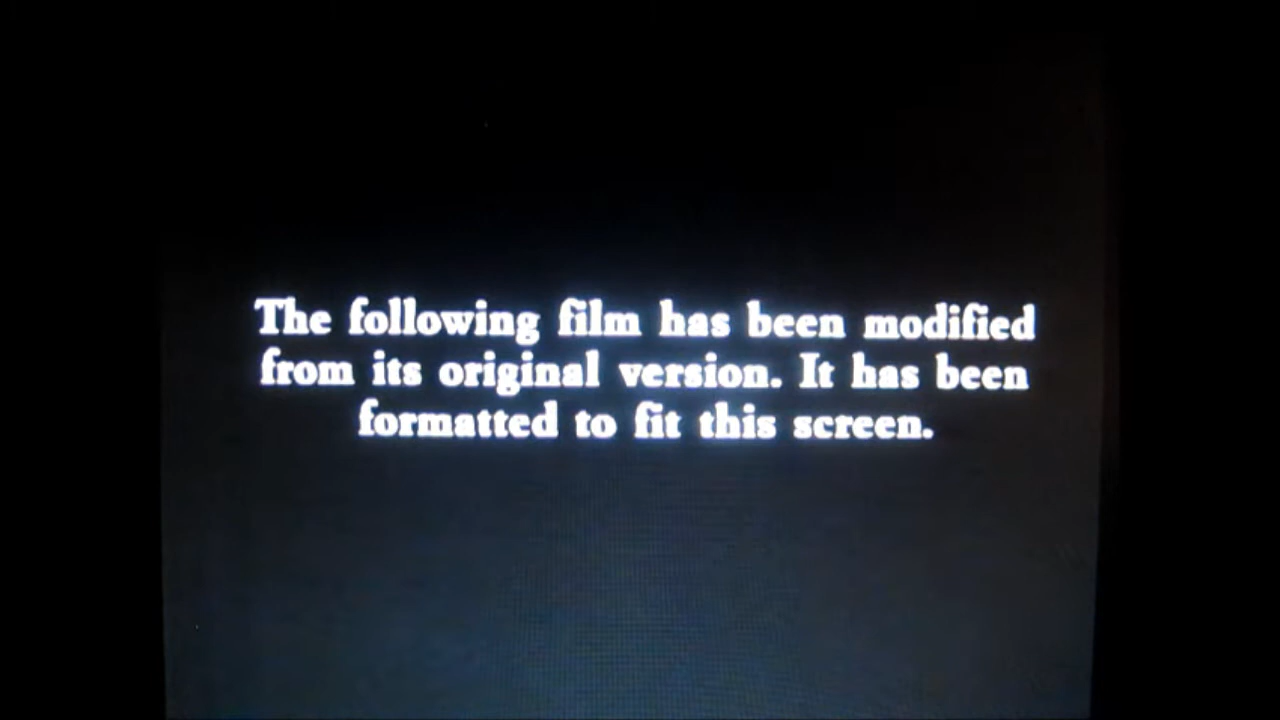 The following film has been modified
from its original version. It has been
formatted to fit this screen.